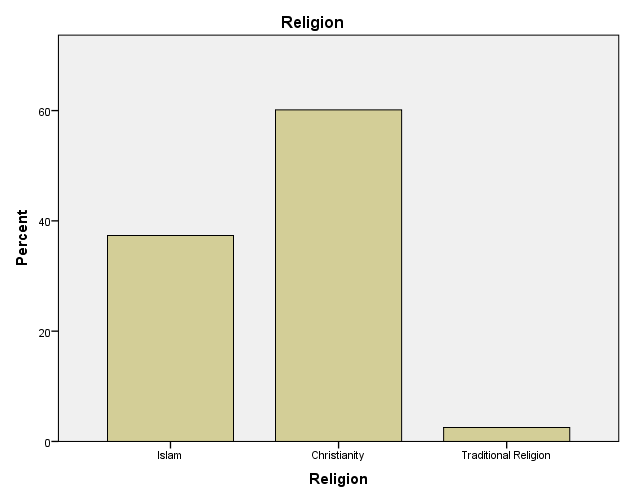 Religion
Percent
60
40
20
0
Islam
Christianity
Traditional Religion
Religion